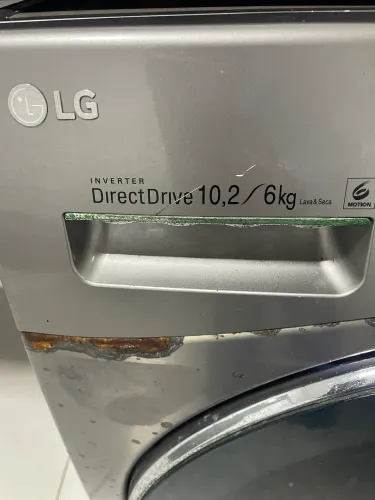 LG
INVERTER
DirectDrive 10,2/6kg Lava & Seca
6 MOTION